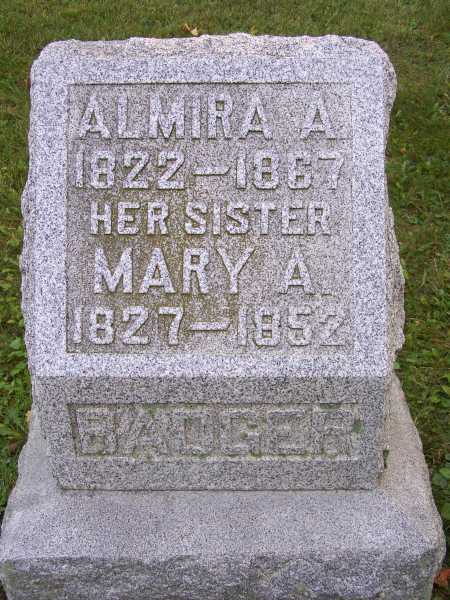 ALMIRA A.
1822–1867
HER SISTER
MARY A.
1827–1852
BADGER